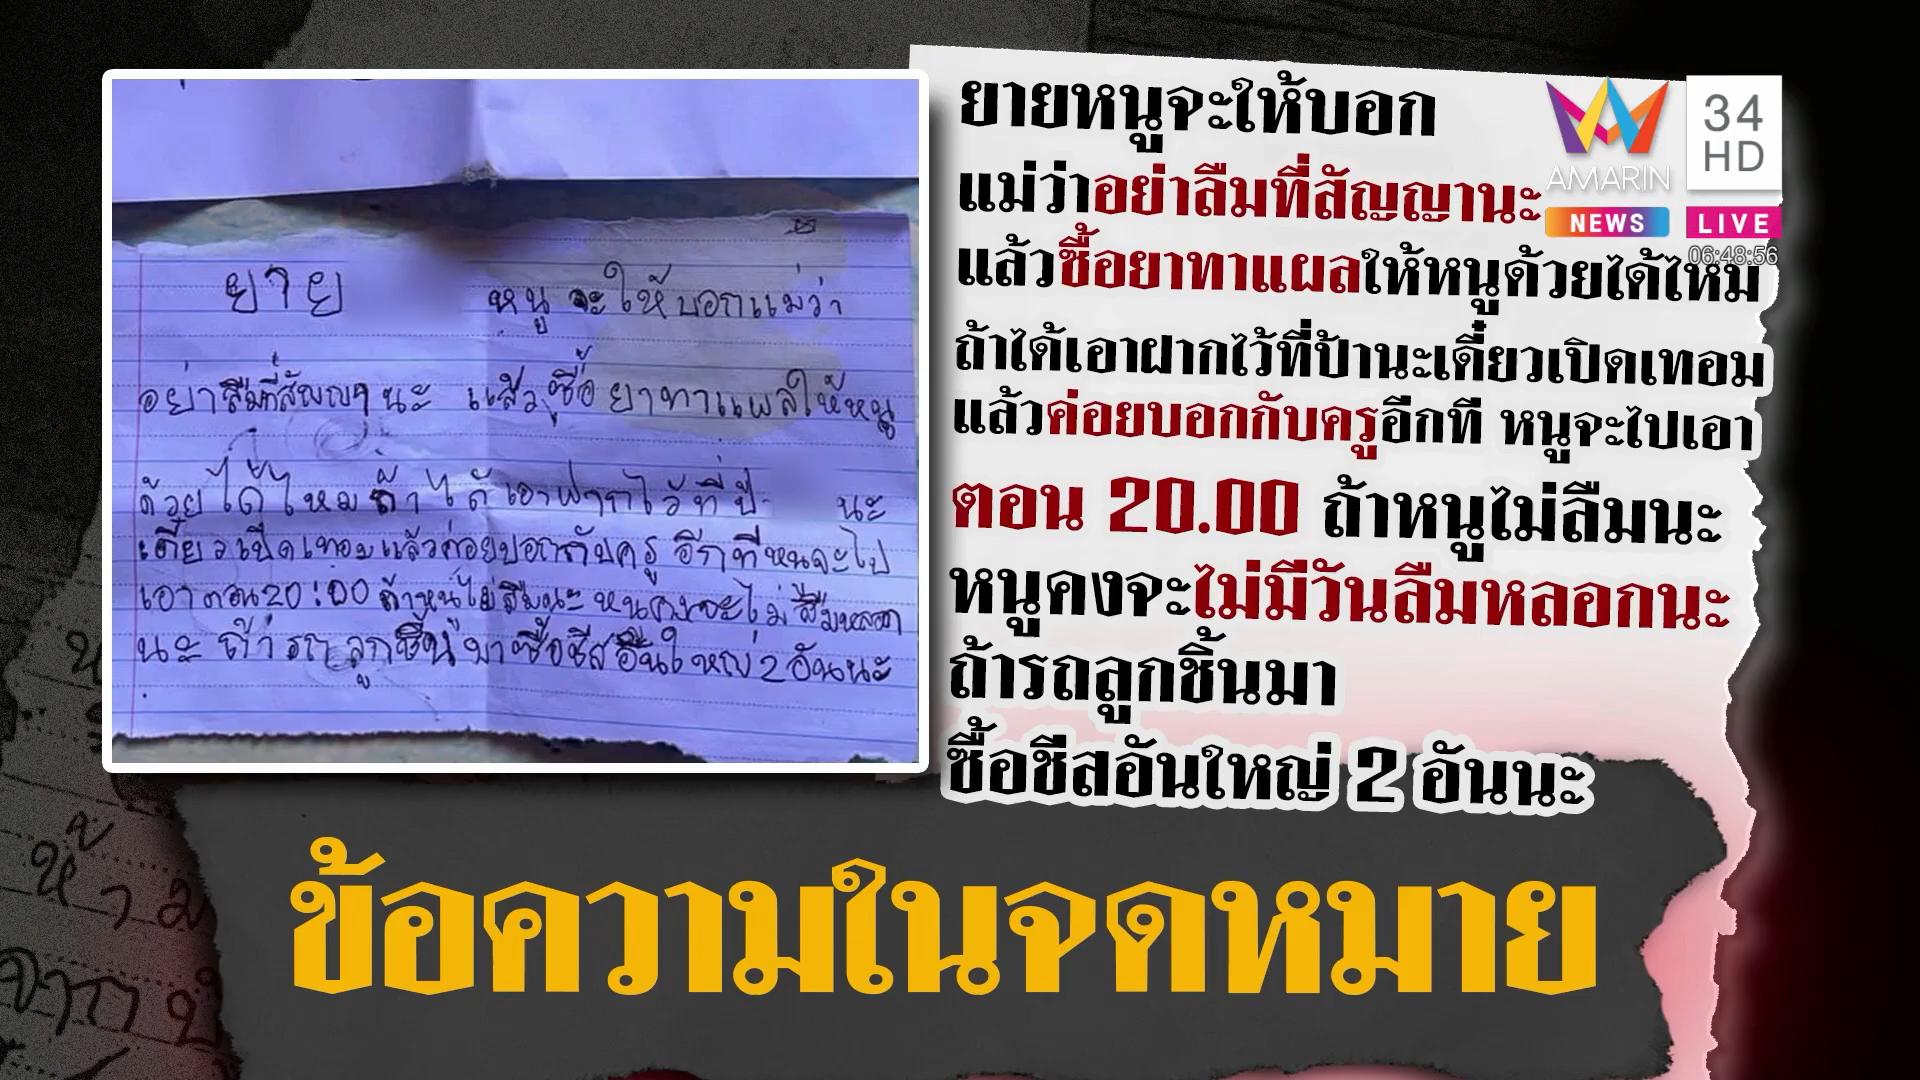 ยาย หนู จะให้บอกแม่ว่า
อย่าลืมที่สัญญานะ แล้วซื้อยาทาแผลให้หนู
ด้วยได้ไหมถ้าได้เอาฝากไว้ที่ป้า นะ
เดี๋ยวเปิดเทอมแล้วค่อยบอกกับครู อีกทีหนูจะไป
เอาตอน 20:00 ถ้าหนูไม่ลืมนะ หนูคงจะไม่ลืมหลอก
นะ ถ้ารถลูกชิ้นมาซื้อชีสอันใหญ่ 2 อันนะ
ยายหนูจะให้บอก
แม่ว่าอย่าลืมที่สัญญานะ
แล้วซื้อยาทาแผลให้หนูด้วยได้ไหม
ถ้าได้เอาฝากไว้ที่ป้านะเดี๋ยวเปิดเทอม
แล้วค่อยบอกกับครูอีกที หนูจะไปเอา
ตอน 20.00 ถ้าหนูไม่ลืมนะ
หนูคงจะไม่มีวันลืมหลอกนะ
ถ้ารถลูกชิ้นมา
ซื้อชีสอันใหญ่ 2 อันนะ
AMARIN
NEWS
34
HD
LIVE
06:48:56
ข้อความในจดหมาย